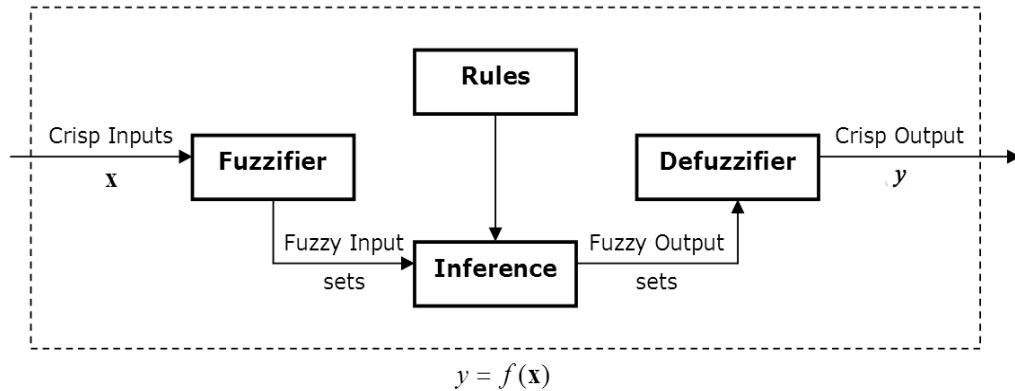 Rules
Crisp Inputs
x
Fuzzifier
Defuzzifier
Crisp Output
y
Fuzzy Input
sets
Inference
Fuzzy Output
sets
y = f(x)